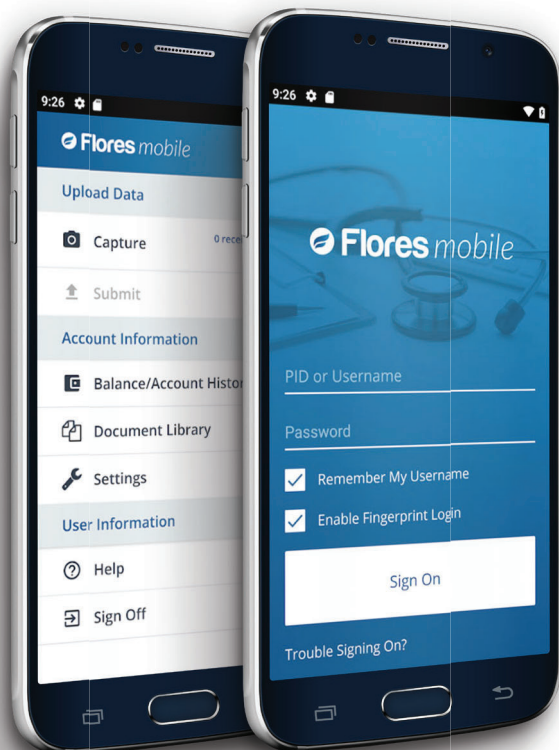 9:26
Flores mobile
Upload Data
Capture
0
Submit
Account Information
Balance/Account
Document Library
Settings
User Information
Help
Sign Off
9:26
Flores mobile
PID or Username
Password
Remember My Username
Enable Fingerprint Login
Sign On
Trouble Signing On?